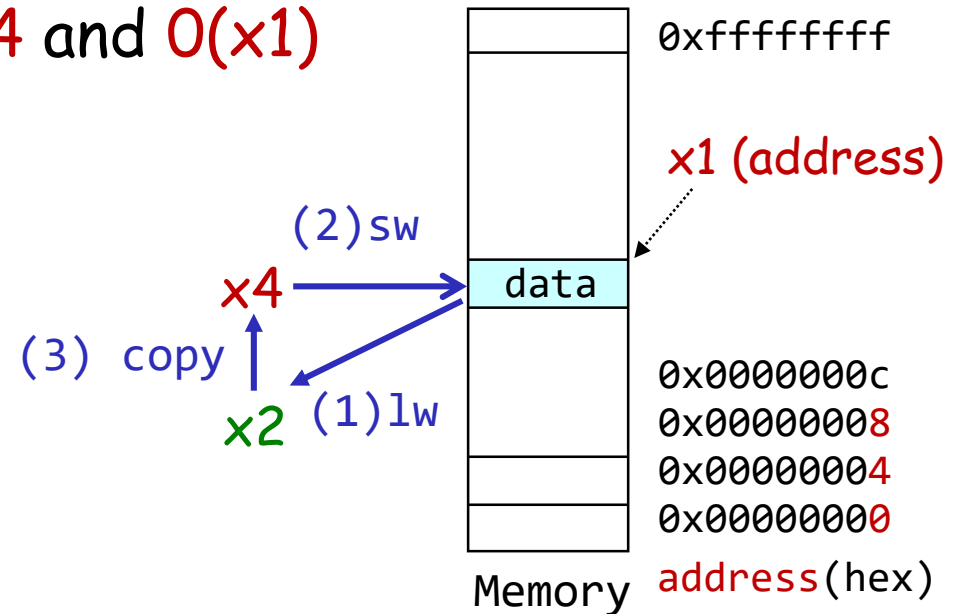 4 and 0(x1)
0xffffffff
x1 (address)
(2)sw
x4
data
(3) copy
x2
(1)lw
0x0000000c
0x00000008
0x00000004
0x00000000
Memory
address(hex)